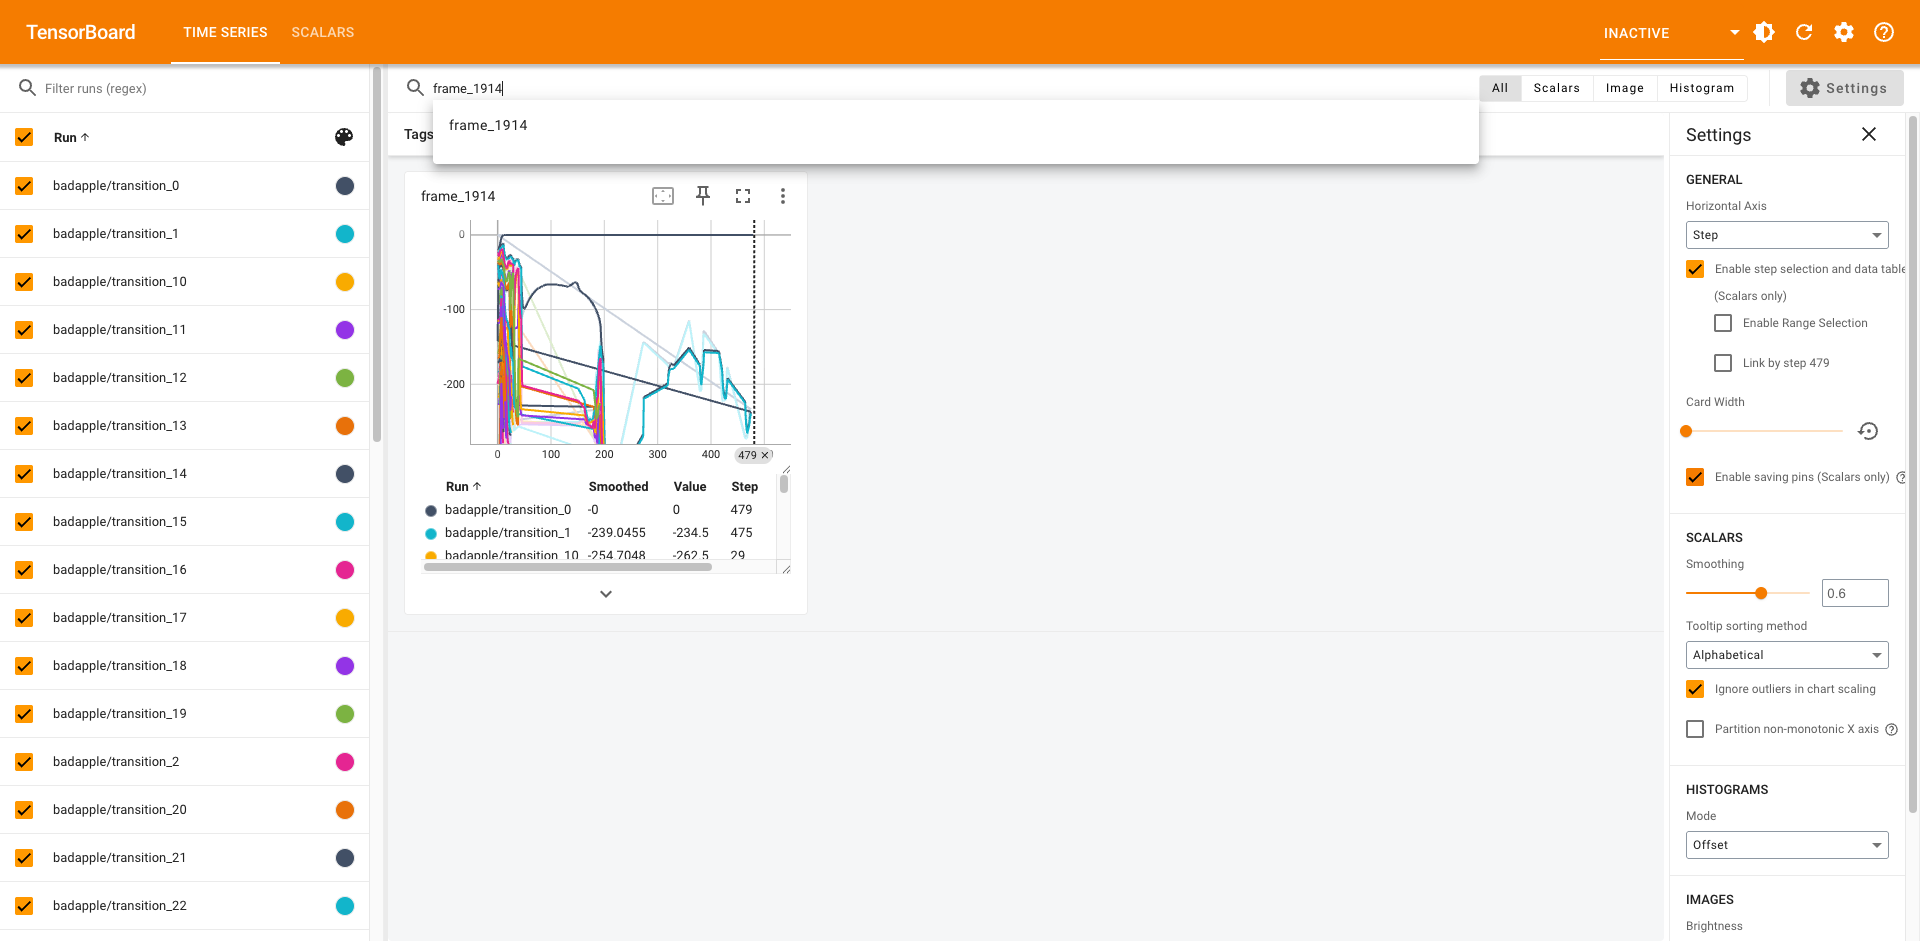 TensorBoard
TIME SERIES
SCALARS
INACTIVE
Filter runs (regex)
Run
badapple/transition_0
badapple/transition_1
badapple/transition_10
badapple/transition_11
badapple/transition_12
badapple/transition_13
badapple/transition_14
badapple/transition_15
badapple/transition_16
badapple/transition_17
badapple/transition_18
badapple/transition_19
badapple/transition_2
badapple/transition_20
badapple/transition_21
badapple/transition_22
frame_1914
frame_1914
Tags
All
Scalars
Image
Histogram
Settings
frame_1914
0
-100
-200
0
100
200
300
400
479
Run Smoothed Value Step
badapple/transition_0 -0 0 479
badapple/transition_1 -239.0455 -234.5 475
badapple/transition_10 -254.7048 -262.5 29
Settings
GENERAL
Horizontal Axis
Step
Enable step selection and data table
(Scalars only)
Enable Range Selection
Link by step 479
Card Width
Enable saving pins (Scalars only)
SCALARS
Smoothing
0.6
Tooltip sorting method
Alphabetical
Ignore outliers in chart scaling
Partition non-monotonic X axis
HISTOGRAMS
Mode
Offset
IMAGES
Brightness